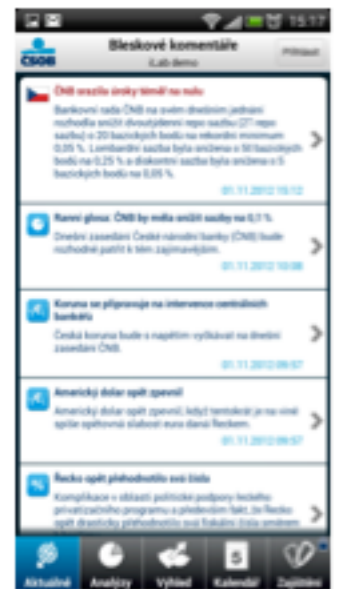 15:17
ČSOB
Bleskové komentáře
iLab demo
Přihlásit
ČNB srazila úroky téměř na nulu
Bankovní rada ČNB na svém dnešním jednání
rozhodla snížit dvoutýdenní repo sazbu (2T repo
sazbu) o 20 bazických bodů na rekordní minimum
0,05 %. Lombardní sazba byla snížena o 50 bazických
bodů na 0,25 % a diskontní sazba byla snížena o 5
bazických bodů na 0,05 %.
01.11.2012 15:12
Ranní glosa: ČNB by měla snížit sazby na 0,1 %
Dnešní zasedání České národní banky (ČNB) bude
rozhodně patřit k těm zajímavějším.
01.11.2012 10:08
Koruna se připravuje na intervence centrálních
bankéřů
Česká koruna bude s napětím vyčkávat na dnešní
zasedání ČNB.
01.11.2012 09:57
Americký dolar opět zpevnil
Americký dolar opět zpevnil, když tentokrát je na vině
spíše opětovná slabost eura daná Řeckem.
01.11.2012 09:57
Řecko opět přehodnotilo svá čísla
Komplikace v oblasti politické podpory řeckého
privatizačního programu a především fakt, že Řecko
opět drasticky přehodnotilo svá fiskální čísla směrem
Aktuálně
Analýzy
Výhled
5
Kalendář
Zajištění